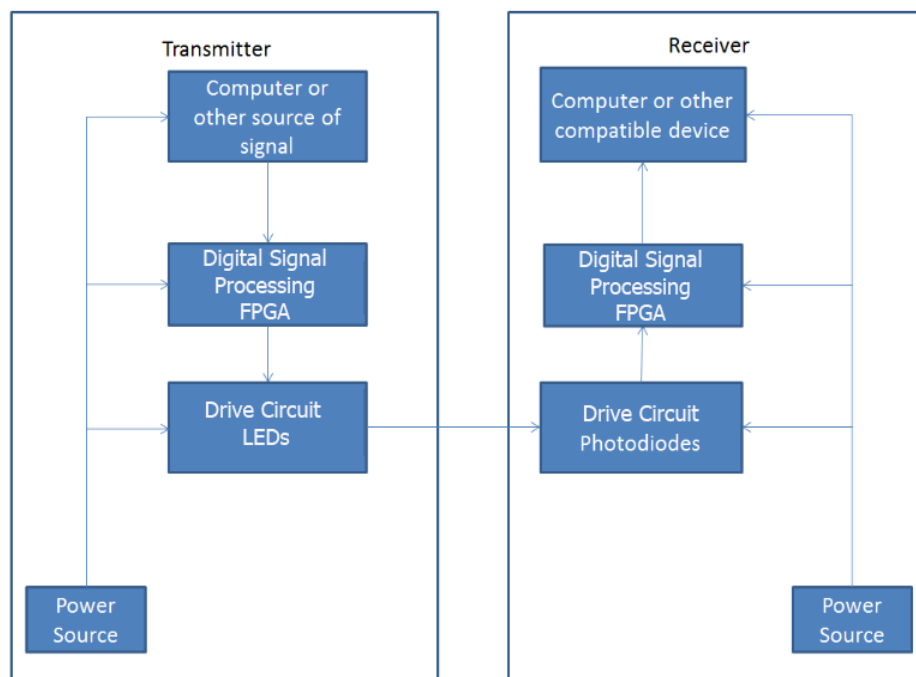 Transmitter
Computer or
other source of
signal
Digital Signal
Processing
FPGA
Drive Circuit
LEDs
Power
Source
Receiver
Computer or other
compatible device
Digital Signal
Processing
FPGA
Drive Circuit
Photodiodes
Power
Source